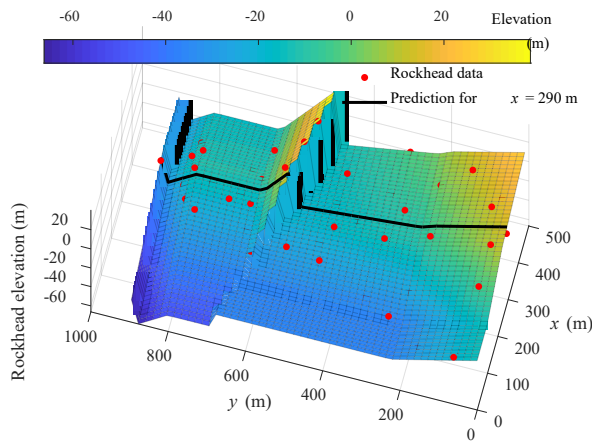 -60 -40 -20 0 20 Elevation
(m)
Rockhead data
Prediction for x = 290 m
Rockhead elevation (m)
20
0
-20
-40
-60
1000
800
600
400
200
0
y (m)
500
400
300
200
100
0
x (m)